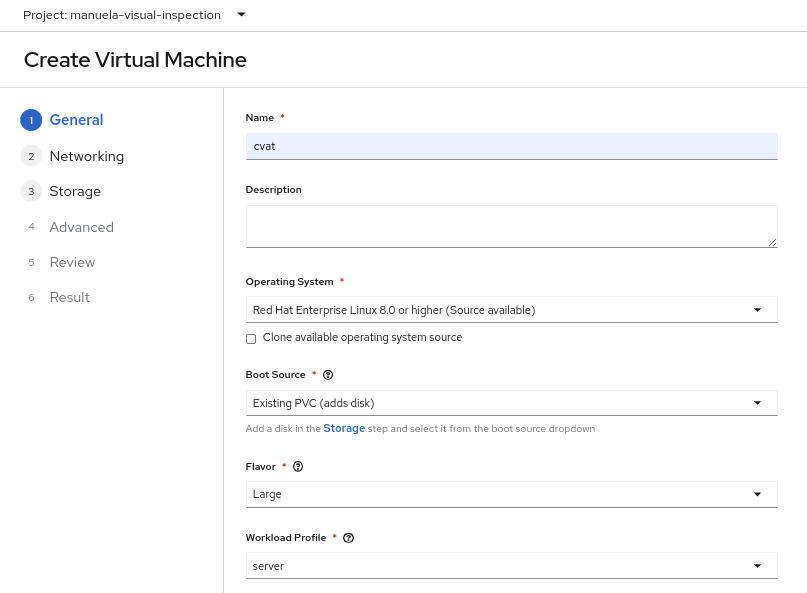 Project: manuela-visual-inspection
Create Virtual Machine
1 General
2 Networking
3 Storage
4 Advanced
5 Review
6 Result
Name *
cvat
Description
Operating System *
Red Hat Enterprise Linux 8.0 or higher (Source available)
Clone available operating system source
Boot Source *
Existing PVC (adds disk)
Add a disk in the Storage step and select it from the boot source dropdown
Flavor *
Large
Workload Profile *
server